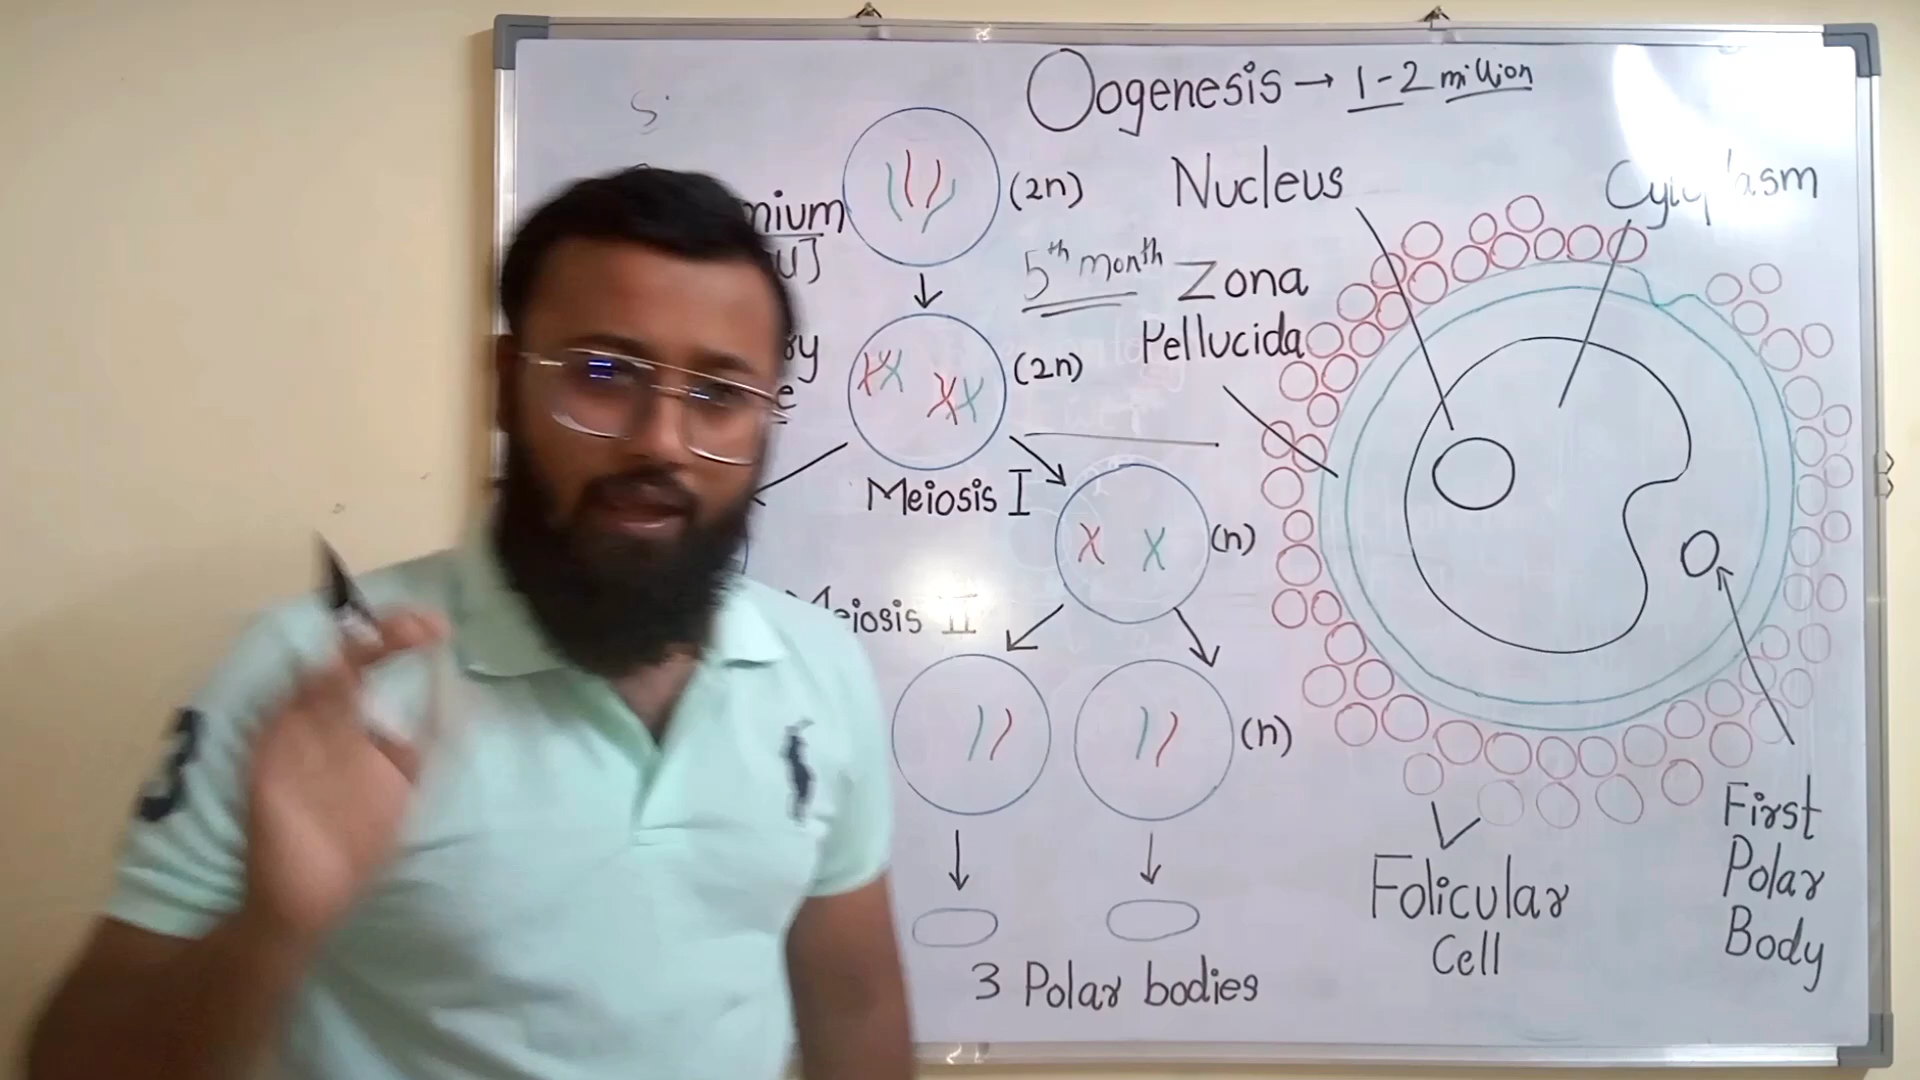 Oogenesis → 1-2 million
S
(2n)
Nucleus
5th month
Zona
Pellucida
(2n)
Meiosis I
(n)
Meiosis II
(n)
3 Polar bodies
Folicular
Cell
First
Polar
Body
3